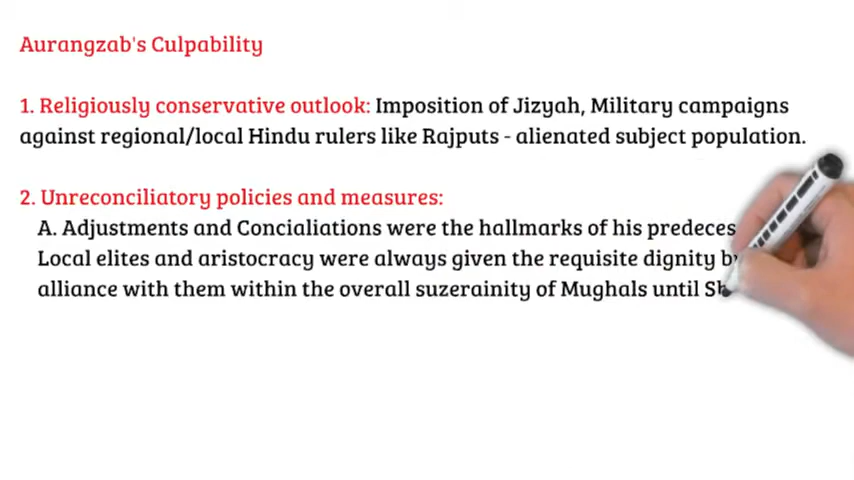 Aurangzab's Culpability
1. Religiously conservative outlook: Imposition of Jizyah, Military campaigns
against regional/local Hindu rulers like Rajputs - alienated subject population.
2. Unreconciliatory policies and measures:
A. Adjustments and Concialiations were the hallmarks of his
Local elites and aristocracy were always given the requisite dignity
alliance with them within the overall suzerainity of Mughals until